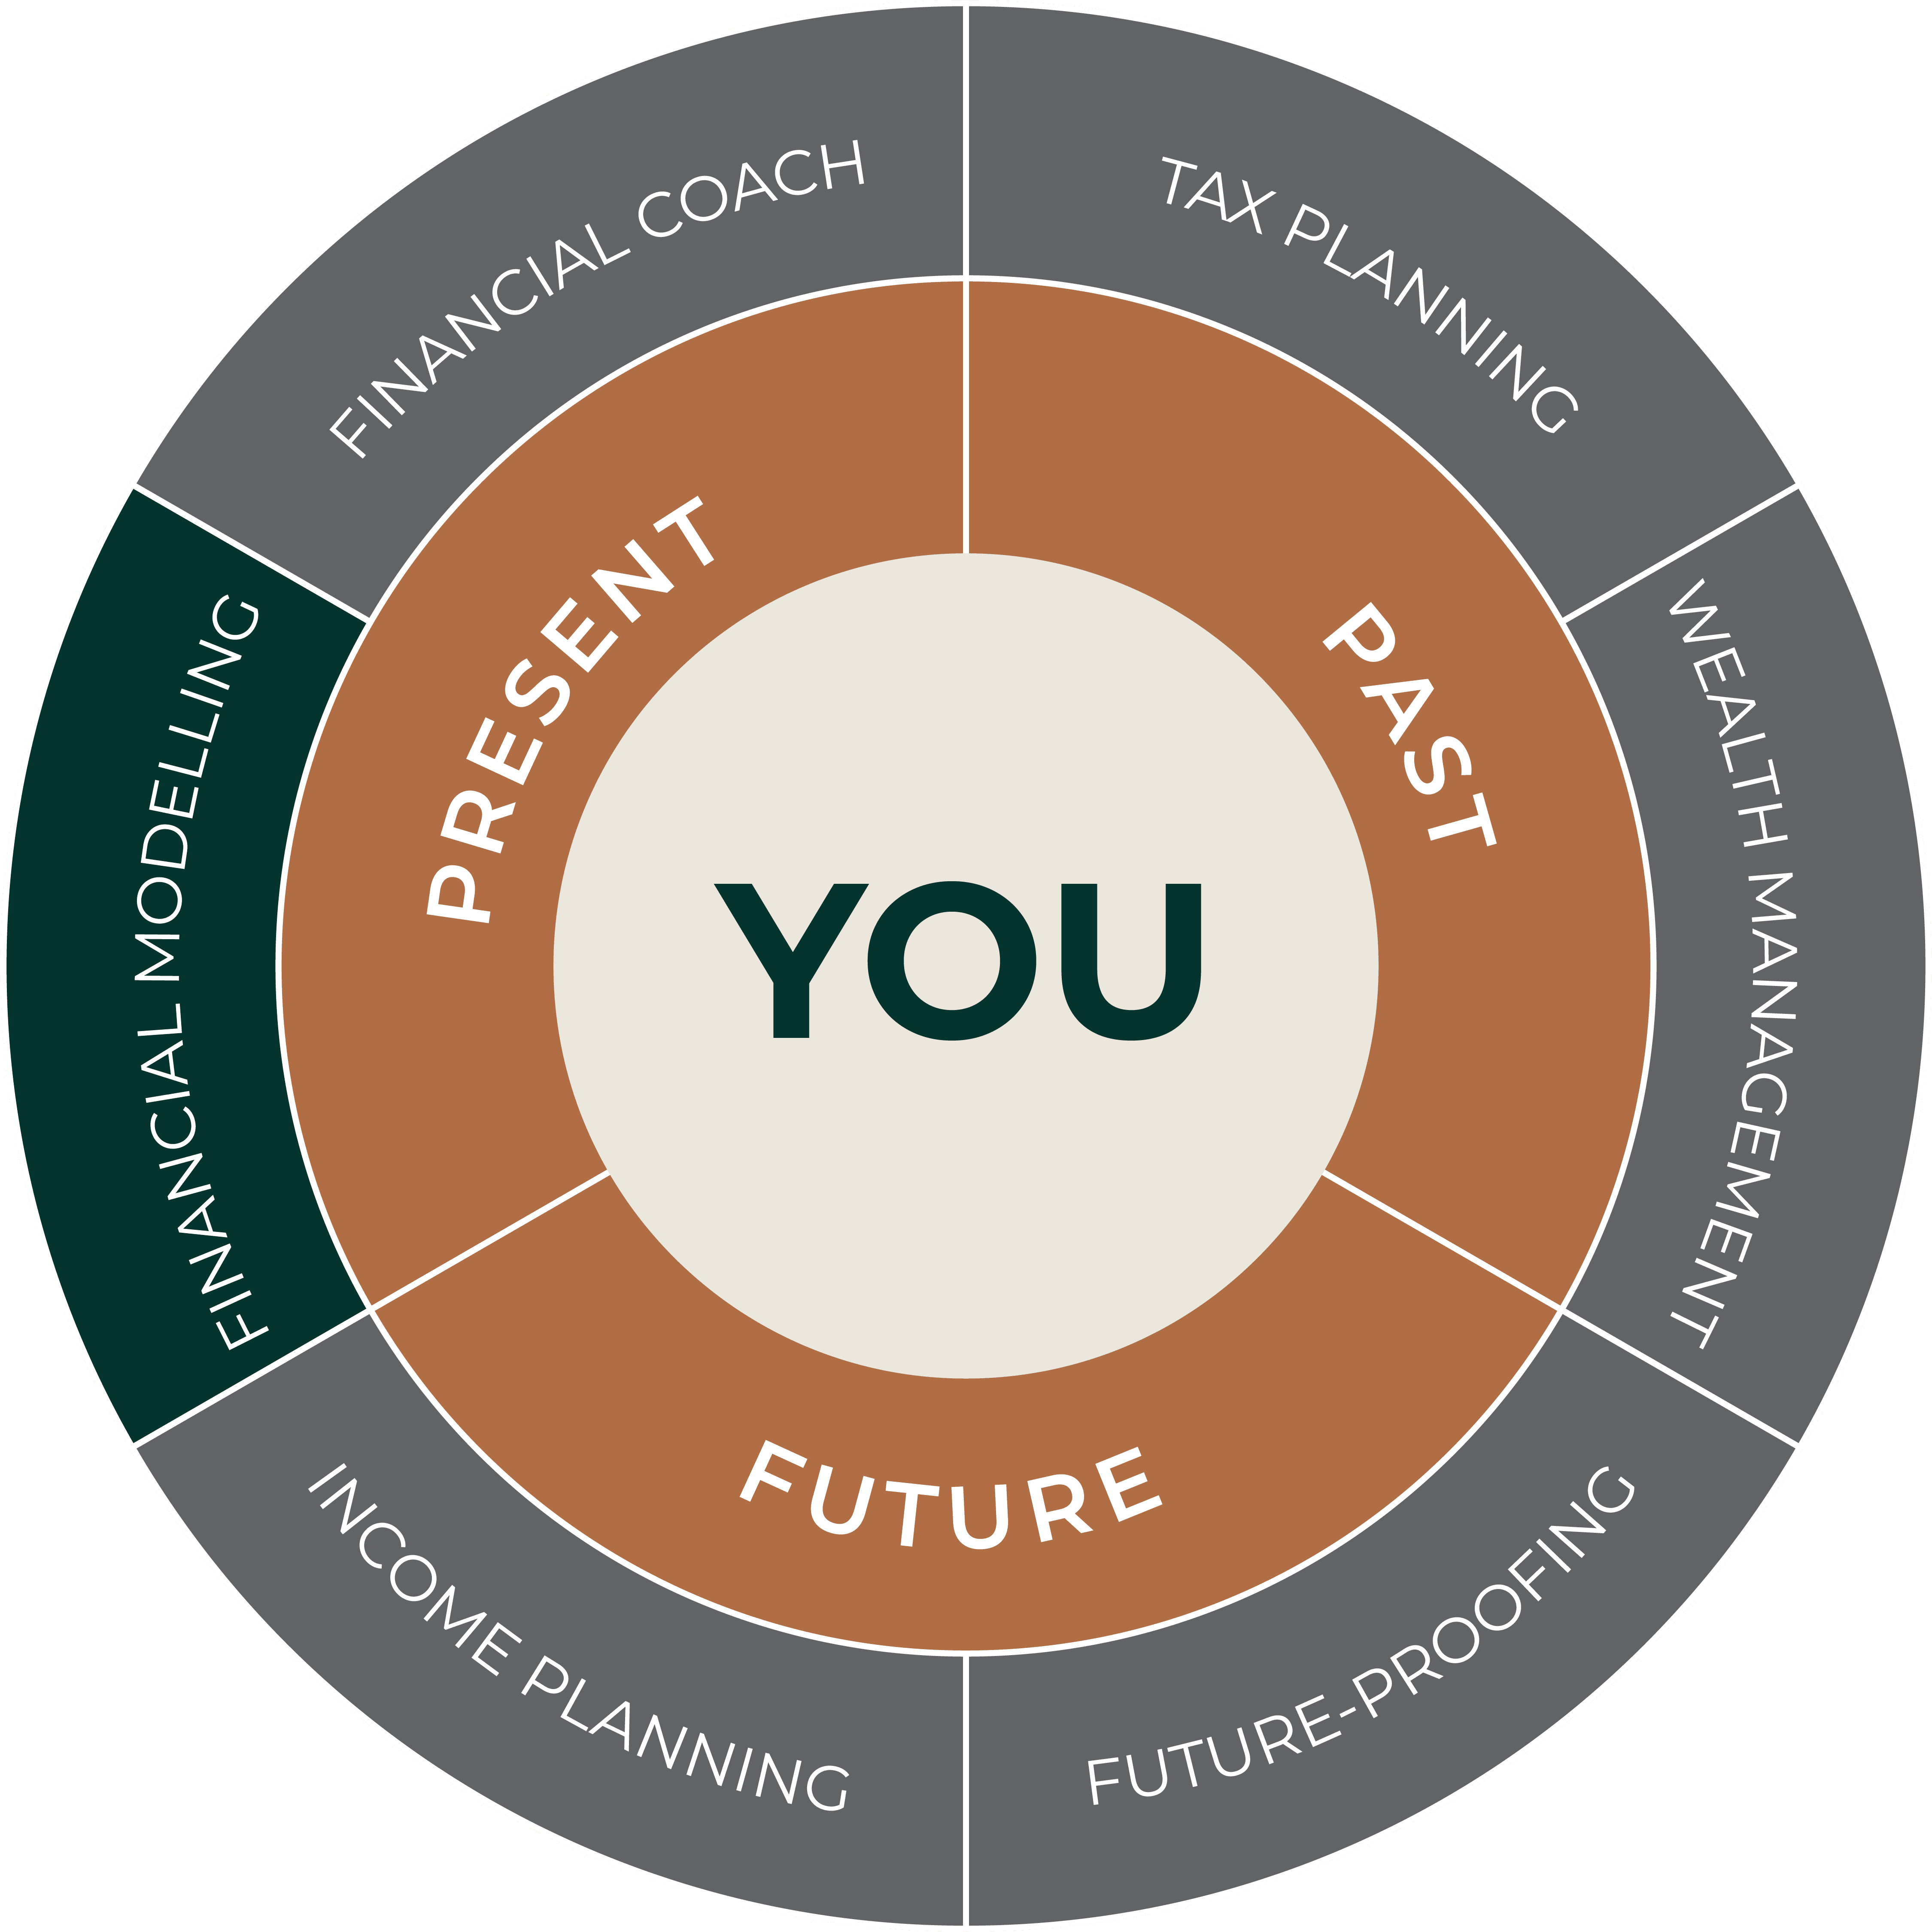 FINANCIAL COACH
TAX PLANNING
WEALTH MANAGEMENT
FUTURE-PROOFING
INCOME PLANNING
FINANCIAL MODELLING
PRESENT
PAST
FUTURE
YOU